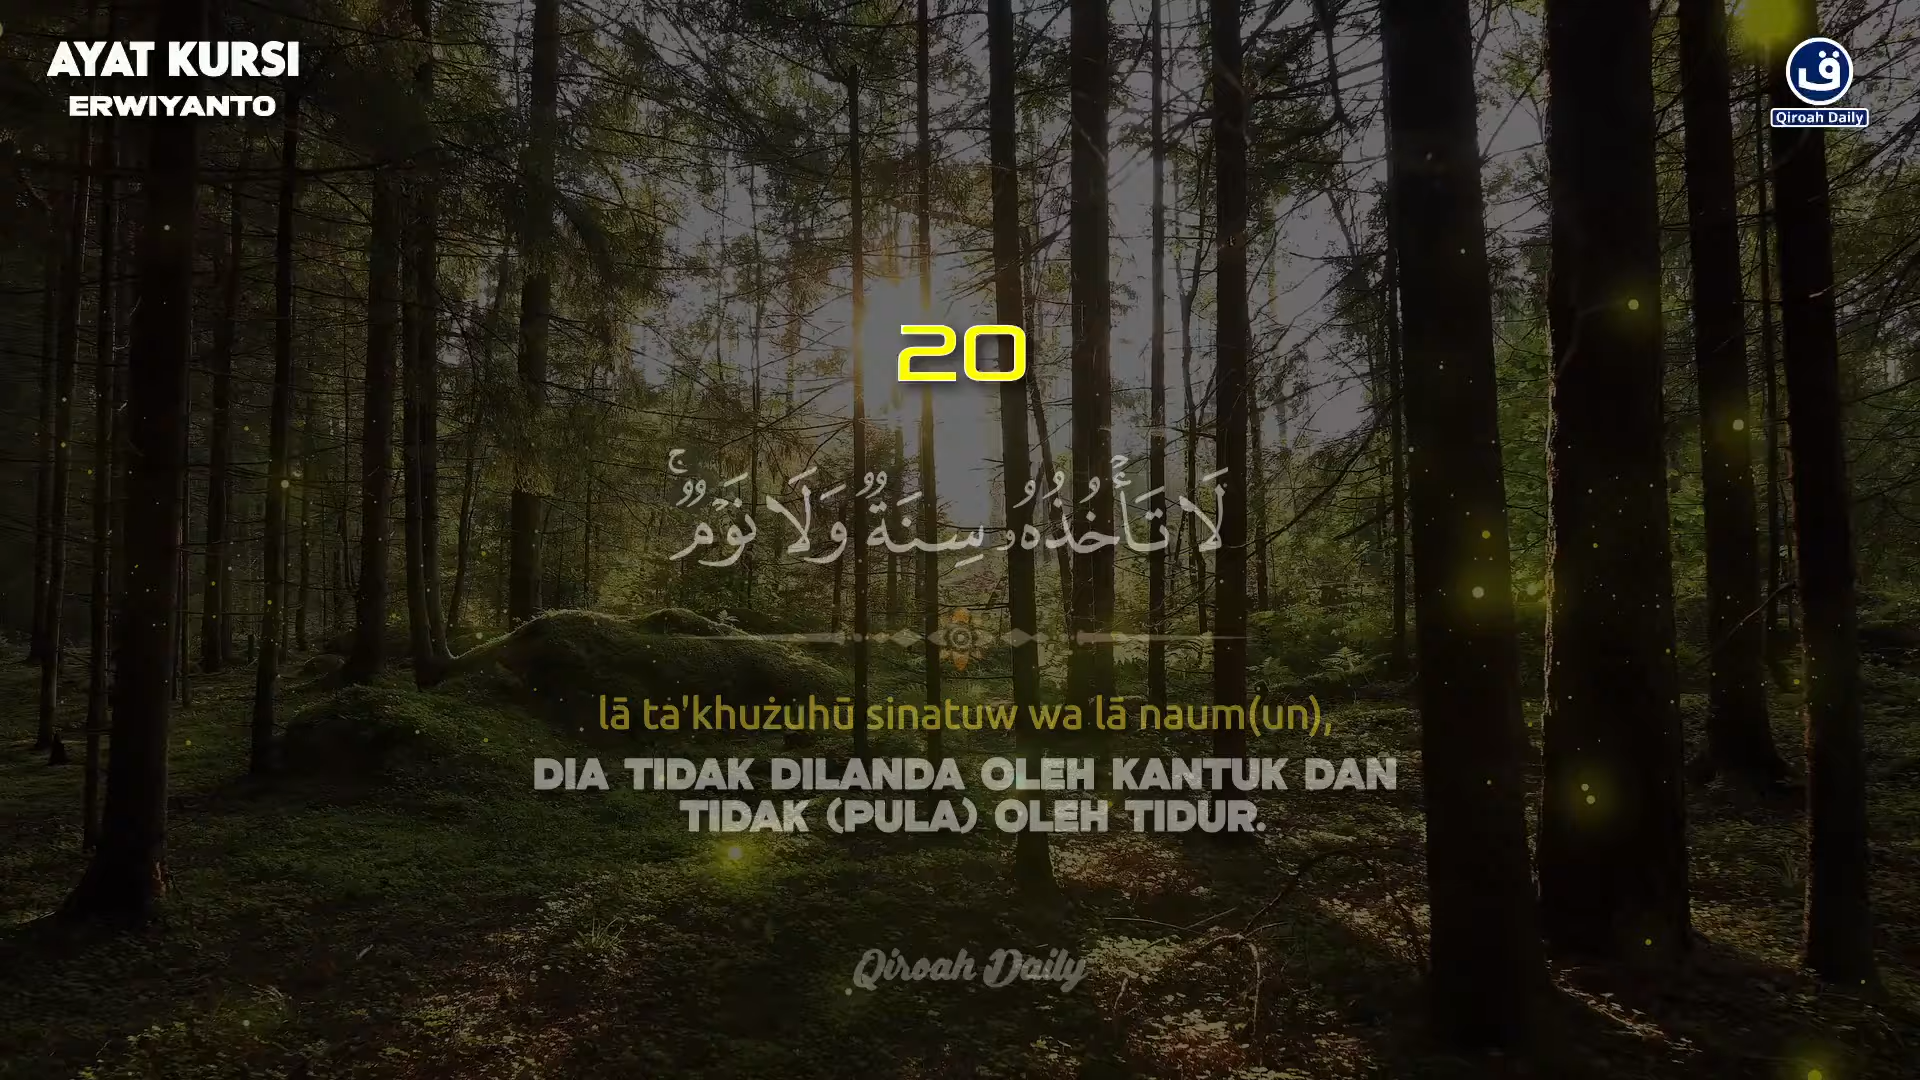 AYAT KURSI
ERWIYANTO
ق
Qiroah Daily
20
لَا تَأْخُذُهُۥ سِنَةٌ وَّلَا نَوْمٌۗ ۚ
lā ta'khużuhū sinatuw wa lā naum(un),
DIA TIDAK DILANDA OLEH KANTUK DAN
TIDAK (PULA) OLEH TIDUR.
Qiroah Daily